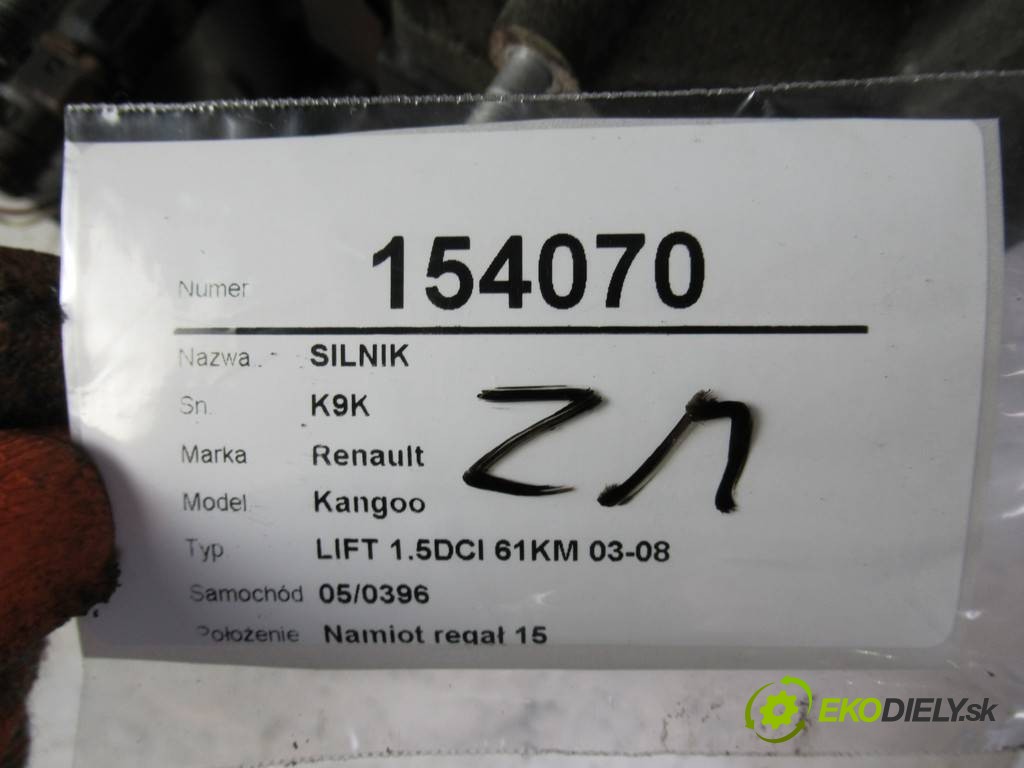 Numer 154070
Nazwa SILNIK
Sn. K9K
Marka Renault
Model Kangoo
Typ LIFT 1.5DCI 61KM 03-08
Samochód 05/0396
Położenie Namiot regał 15
EKODIELY.sk